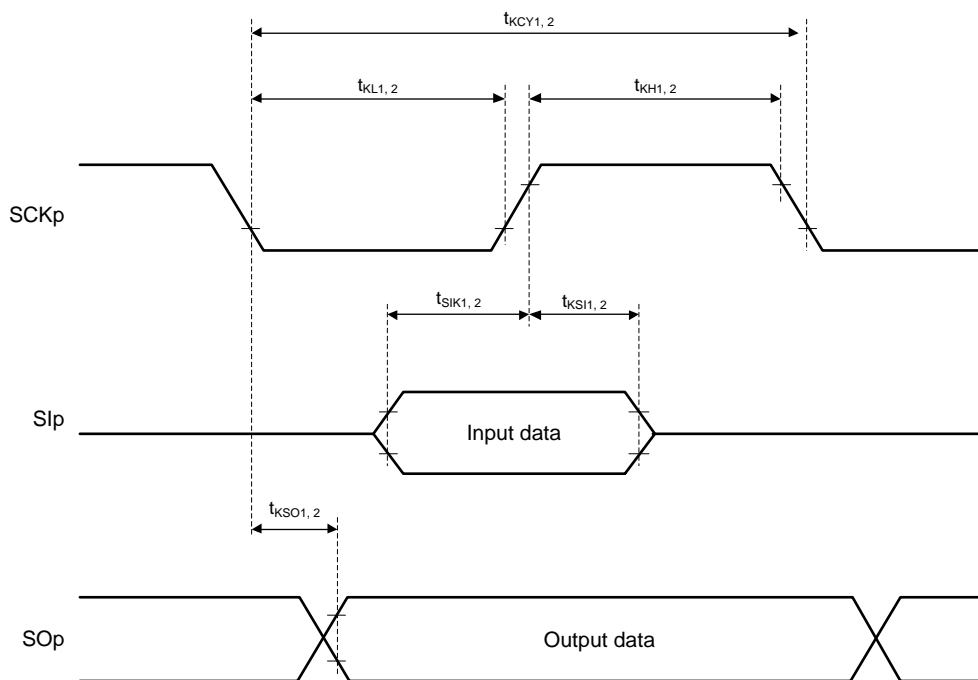 tKCY1, 2
tKL1, 2
tKH1, 2
SCKp
tSIK1, 2
tKSI1, 2
SIp
Input data
tKSO1, 2
SOp
Output data